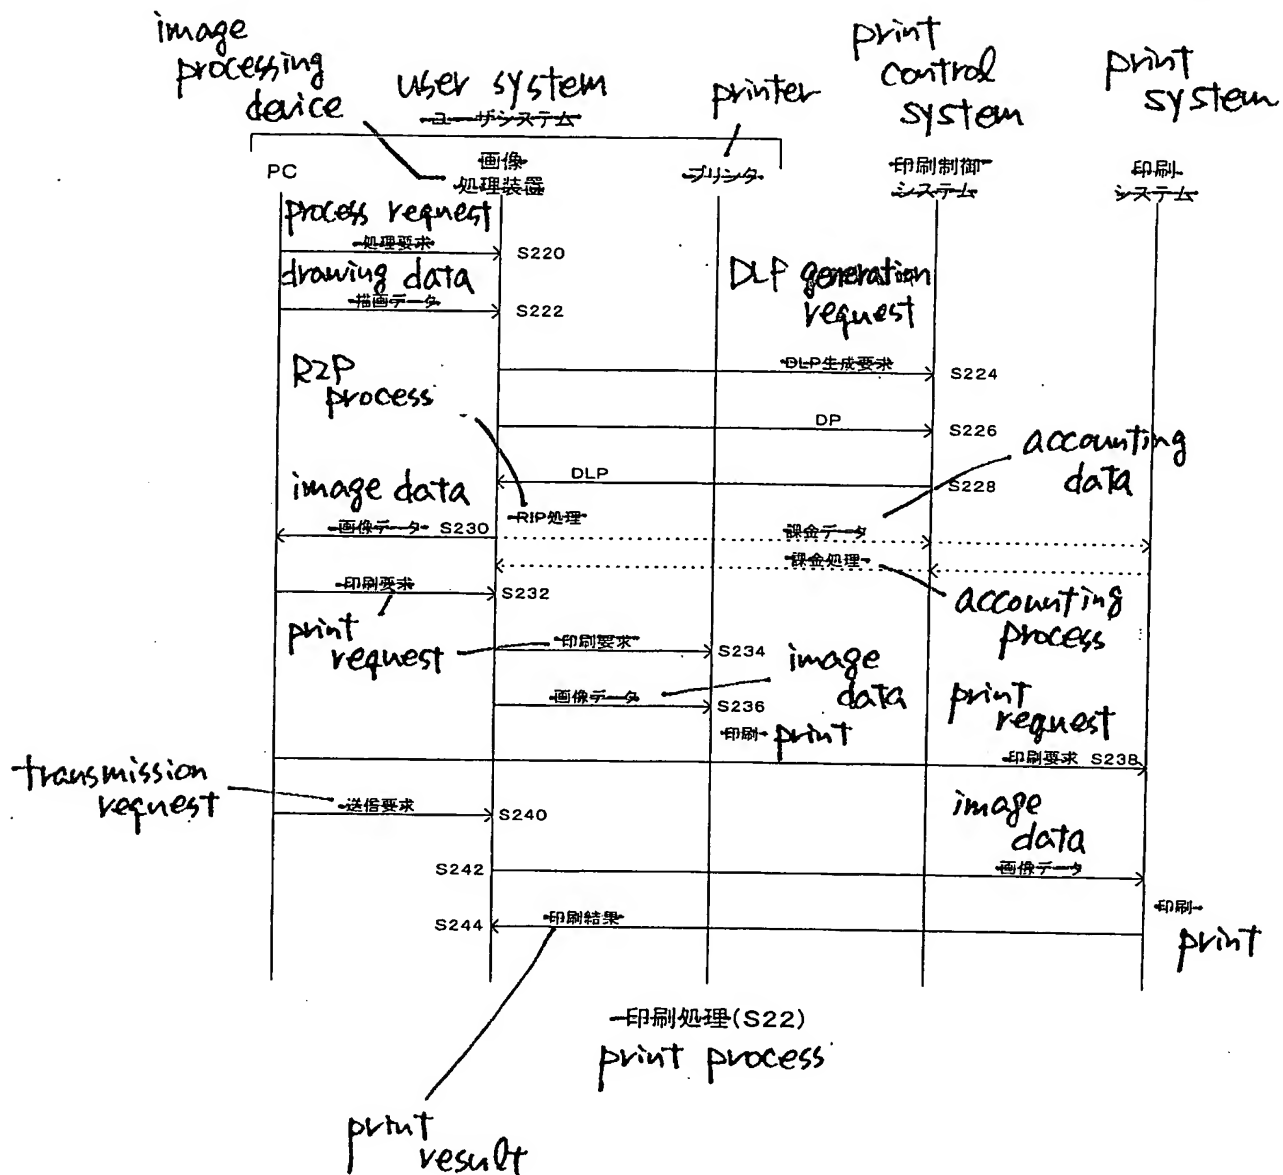 image
processing
device
user system
ユーザシステム
printer
print
control
system
print
system
PC
画像
処理装置
プリンタ
印刷制御
システム
印刷
システム
process request
処理要求
S220
drawing data
描画データ
S222
DLP generation
request
DLP生成要求
S224
RIP
process
DP
S226
accounting
data
DLP
S228
image data
RIP処理
画像データ S230
課金データ
課金処理
印刷要求
S232
accounting
process
print
request
印刷要求
S234
image
data
画像データ
S236
印刷 print
print
request
印刷要求 S238
transmission
request
送信要求
S240
image
data
S242
画像データ
印刷
print
S244
印刷結果
印刷処理(S22)
print process
print
result